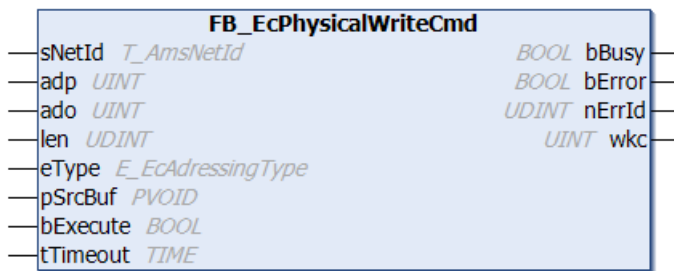 FB_EcPhysicalWriteCmd
sNetId T_AmsNetId BOOL bBusy
adp UINT BOOL bError
ado UINT UDINT nErrId
len UDINT UINT wkc
eType E_EcAdressingType
pSrcBuf PVOID
bExecute BOOL
tTimeout TIME